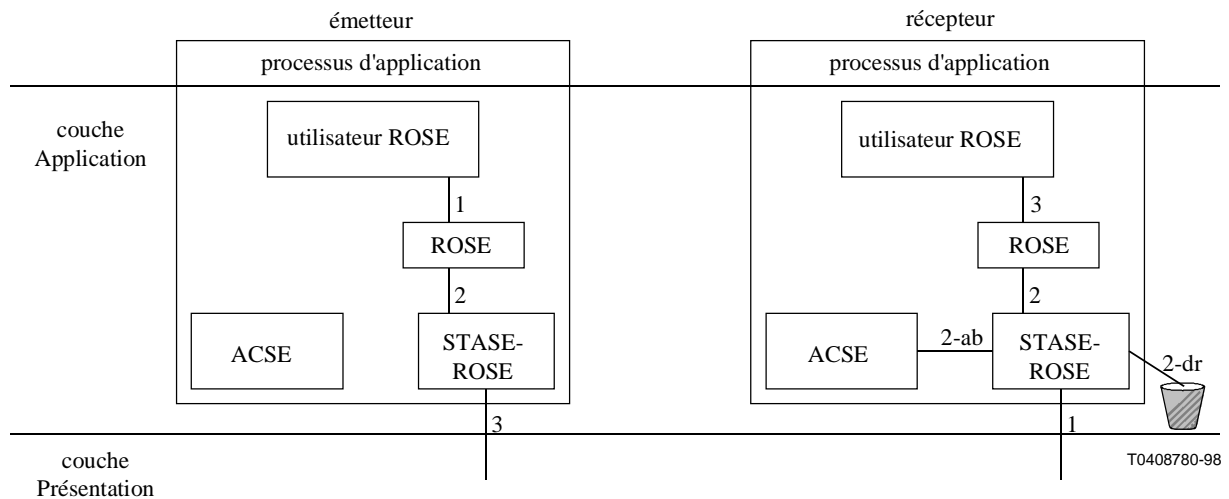 émetteur
récepteur
processus d'application
processus d'application
couche
Application
utilisateur ROSE
utilisateur ROSE
1
3
ROSE
ROSE
2
2
ACSE
STASE-
ROSE
ACSE
2-ab
STASE-
ROSE
2-dr
3
1
couche
Présentation
T0408780-98